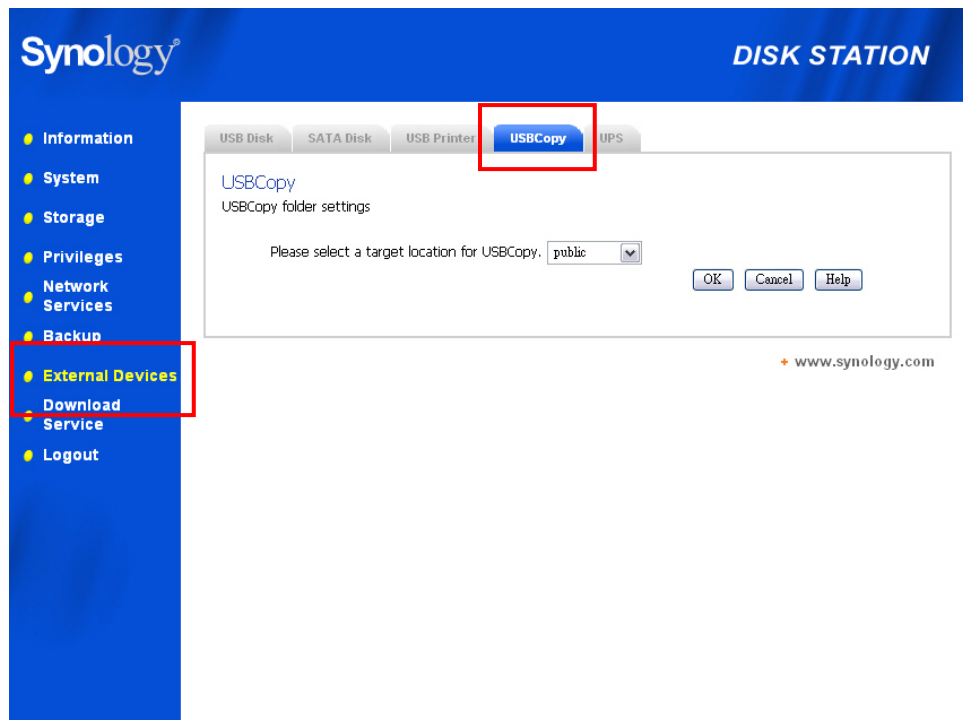 Synology®
DISK STATION
Information
System
Storage
Privileges
Network
Services
Backup
External Devices
Download
Service
Logout
USB Disk SATA Disk USB Printer USBCopy UPS
USBCopy
USBCopy folder settings
Please select a target location for USBCopy. public
OK Cancel Help
+ www.synology.com